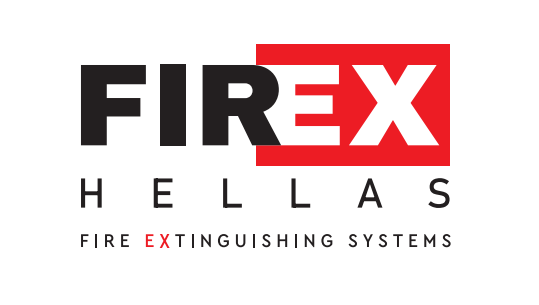 FIREX
HELLAS
FIRE EXTINGUISHING SYSTEMS